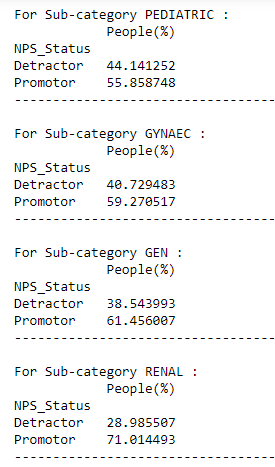 For Sub-category PEDIATRIC :
People(%)
NPS_Status
Detractor 44.141252
Promotor 55.858748
----------------------------------
For Sub-category GYNAEC :
People(%)
NPS_Status
Detractor 40.729483
Promotor 59.270517
----------------------------------
For Sub-category GEN :
People(%)
NPS_Status
Detractor 38.543993
Promotor 61.456007
----------------------------------
For Sub-category RENAL :
People(%)
NPS_Status
Detractor 28.985507
Promotor 71.014493
----------------------------------